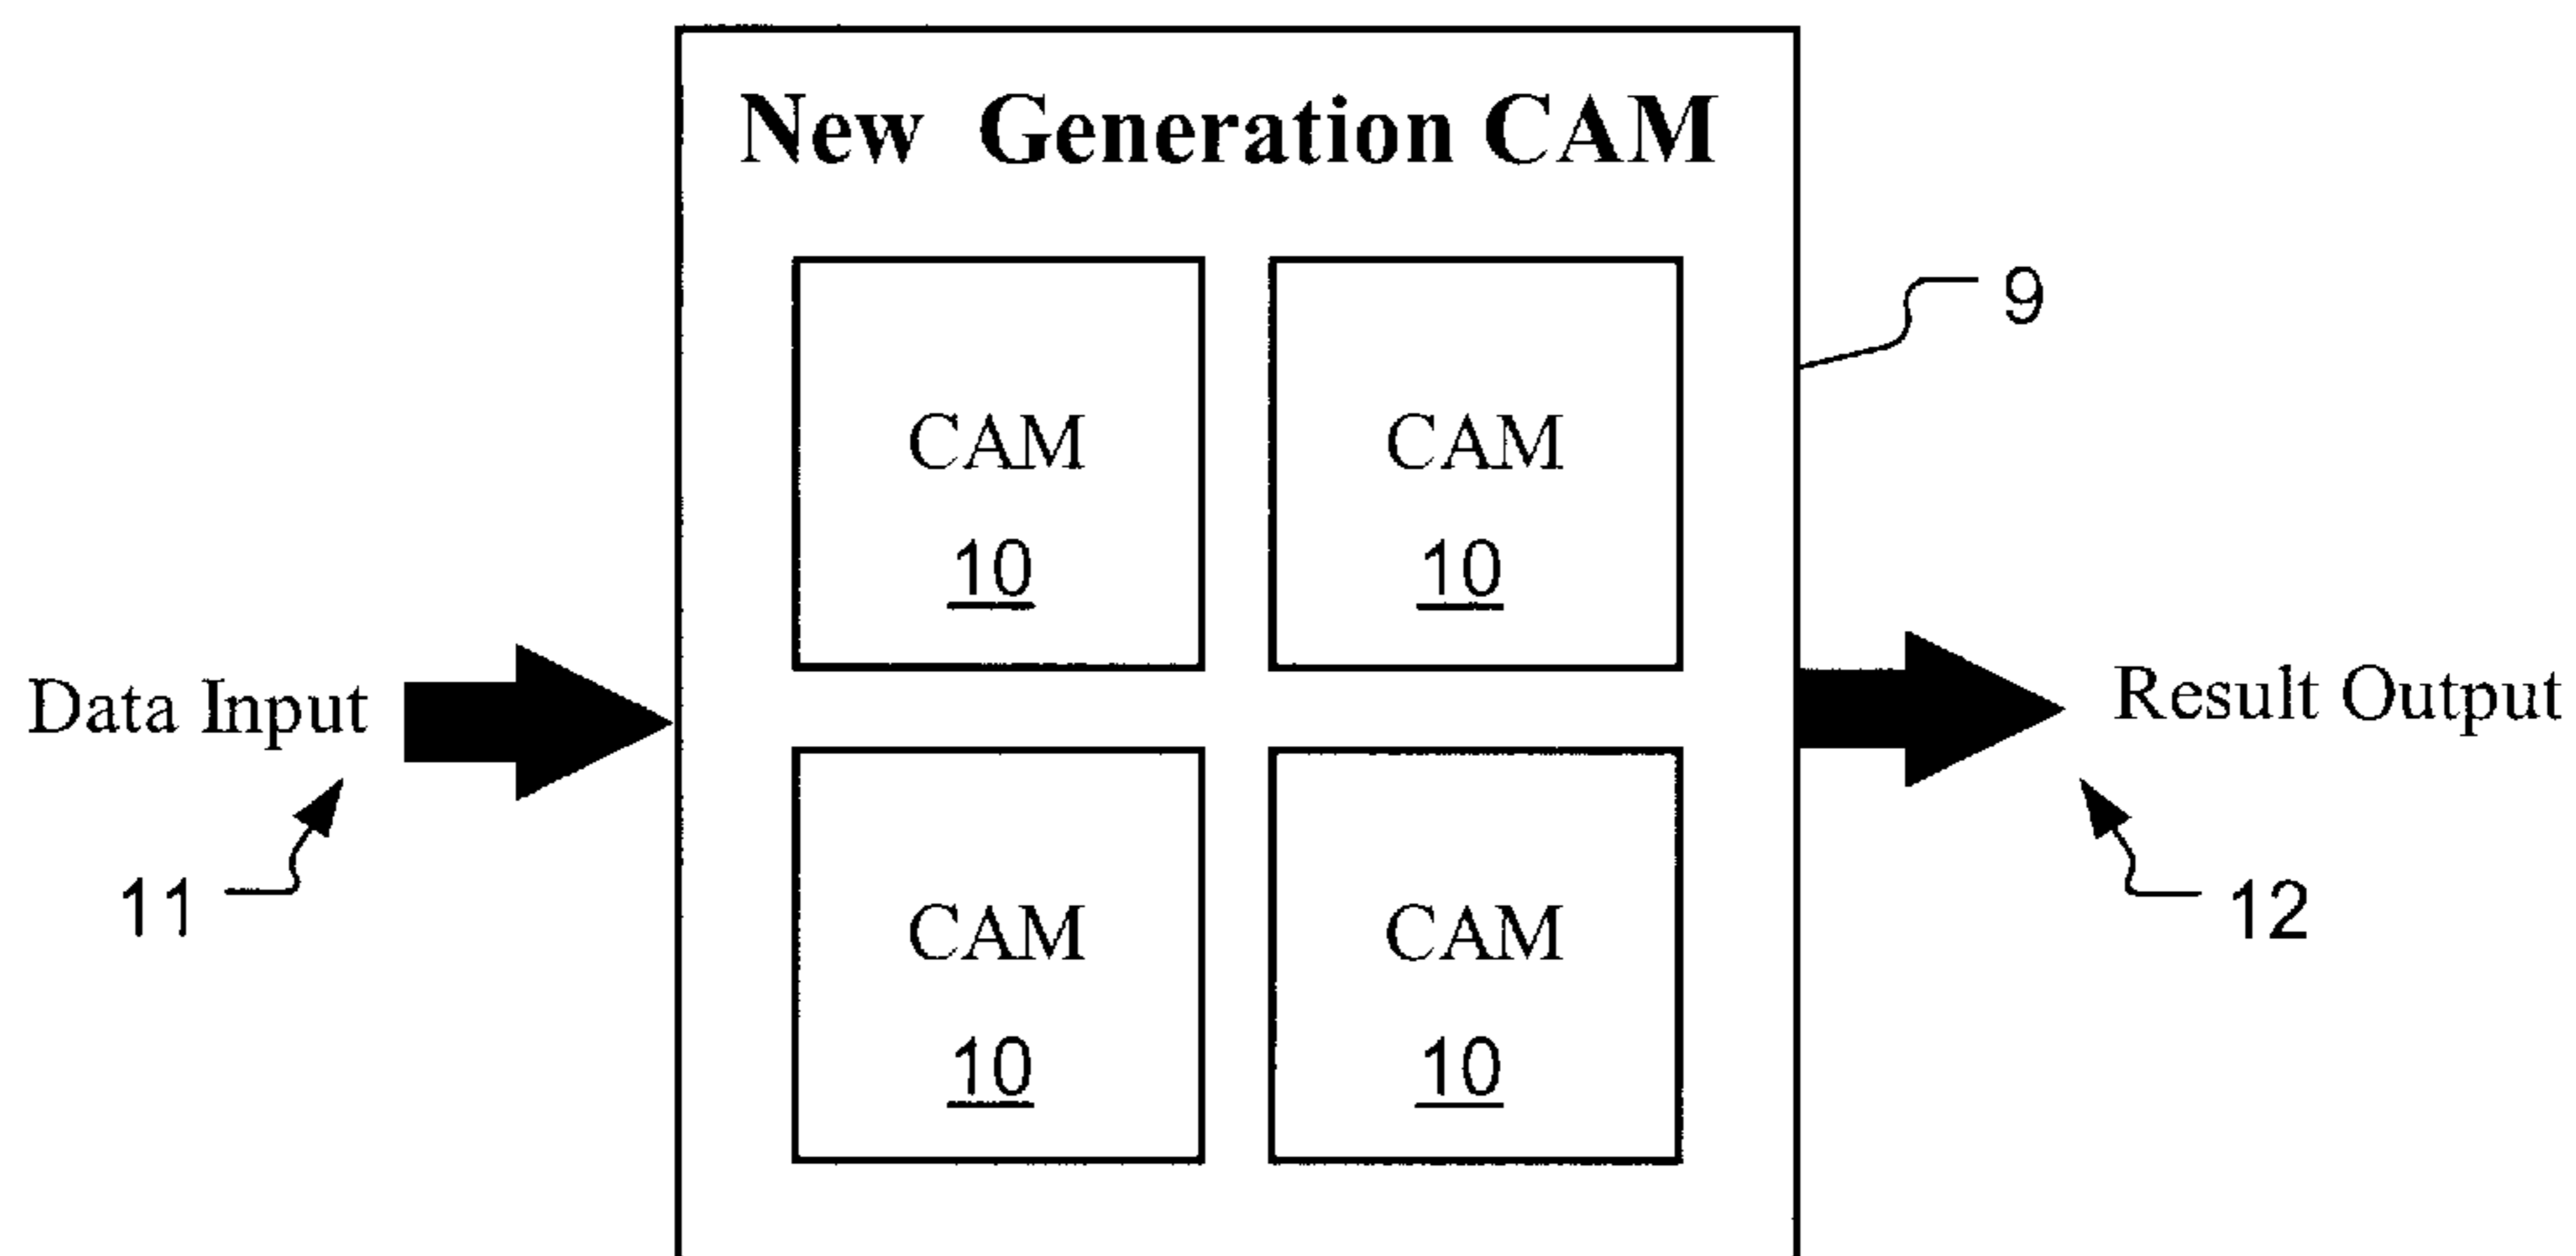 New Generation CAM
9
CAM CAM
10 10
Data Input Result Output
11 12
CAM CAM
10 10